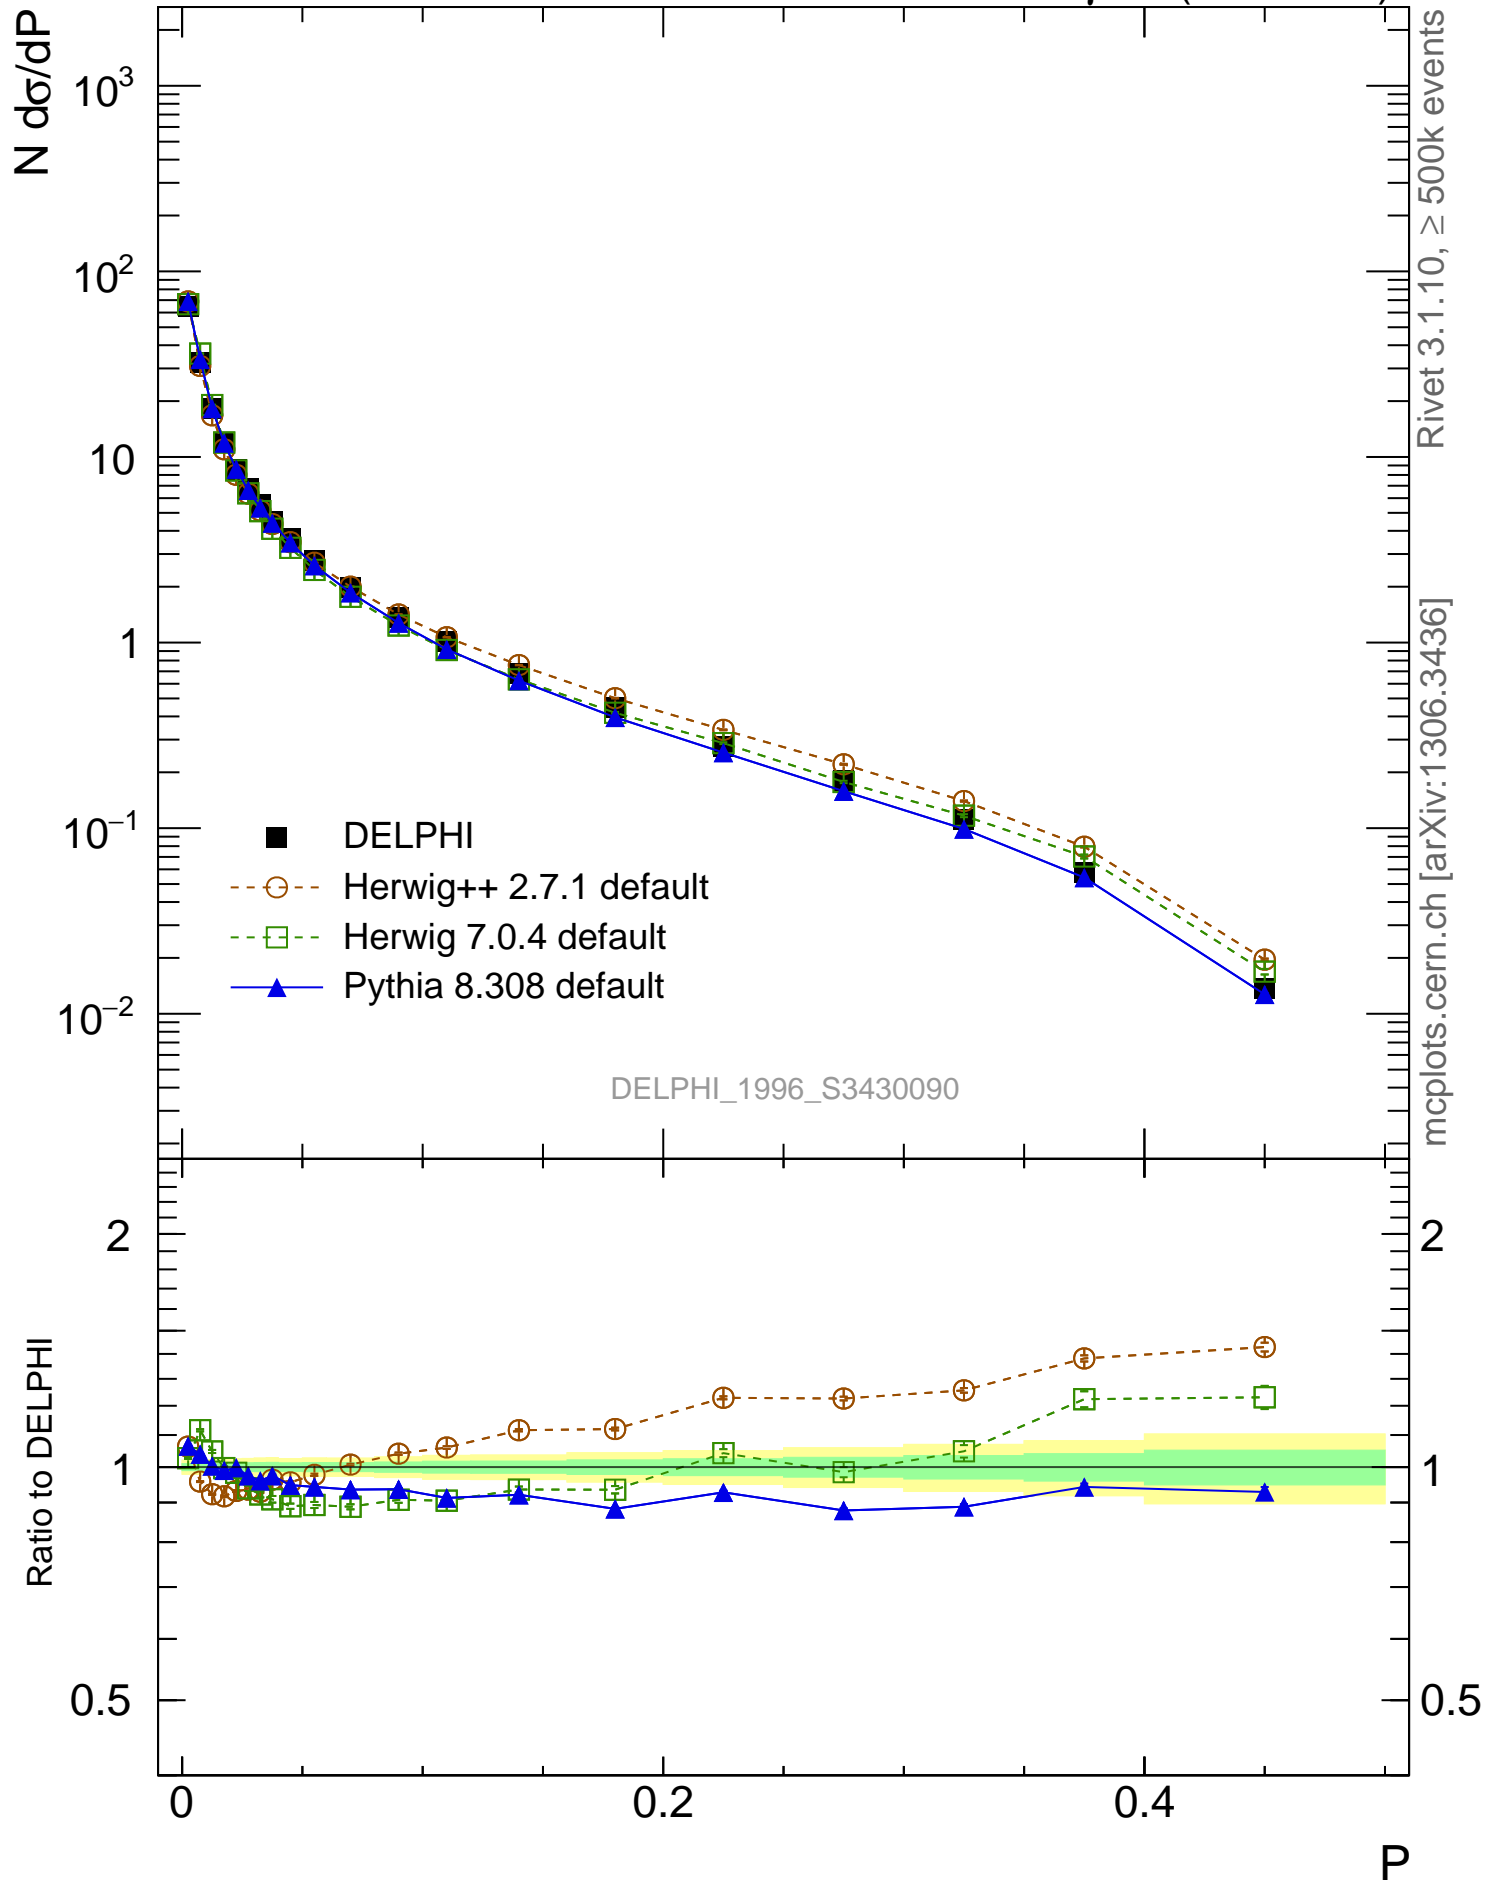 N dσ/dP
10³
10²
10
1
10⁻¹
10⁻²
DELPHI
Herwig++ 2.7.1 default
Herwig 7.0.4 default
Pythia 8.308 default
DELPHI_1996_S3430090
Rivet 3.1.10, ≥ 500k events
mcplots.cern.ch [arXiv:1306.3436]
Ratio to DELPHI
2
1
0.5
2
1
0.5
0
0.2
0.4
P